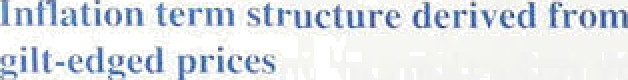 Inflation term structure derived from
gilt-edged prices